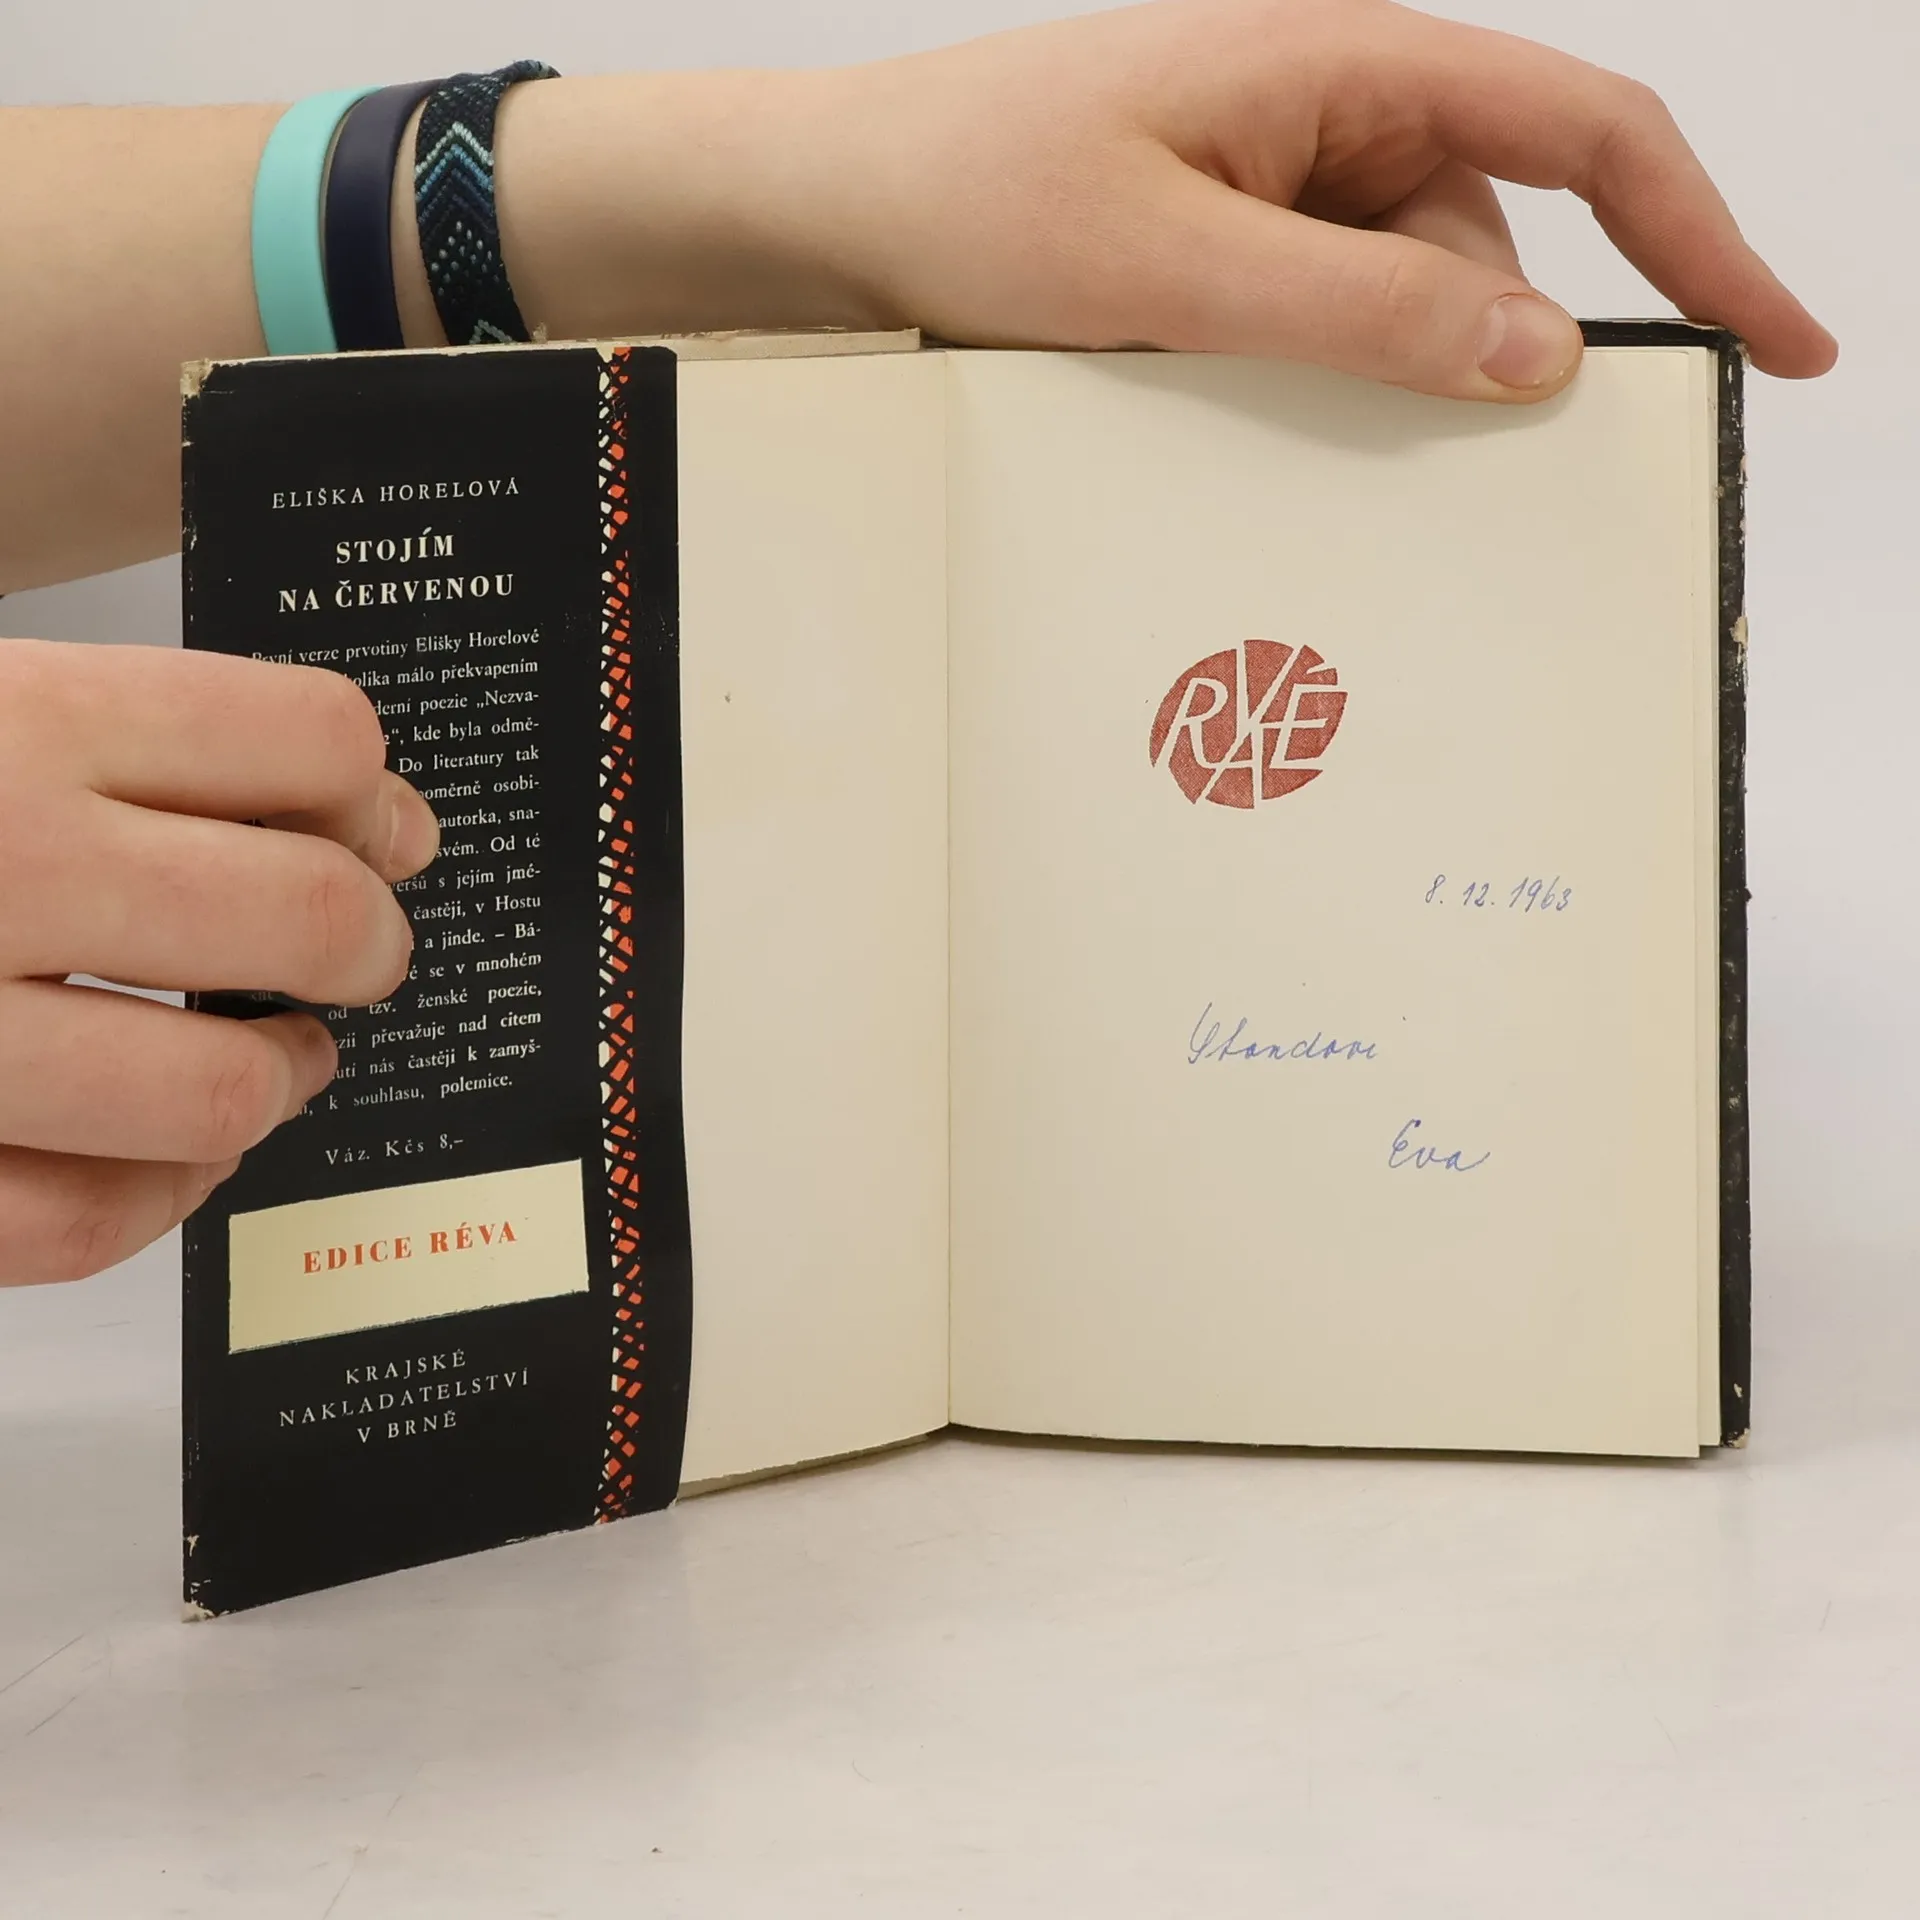 ELIŠKA HORELOVÁ
STOJÍM
NA ČERVENOU
První verze prvotiny Elišky Horelové
málo překvapením
poezie „Nezva-
kde byla odmě-
Do literatury tak
poměrně osobi-
autorka, sna-
svém. Od té
veršů s jejím jmé-
častěji, v Hostu
a jinde. – Bá-
se v mnohém
od tzv. ženské poezie,
převažuje nad citem
nás častěji k zamyš-
k souhlasu, polemice.
Váz. Kčs 8,–
EDICE RÉVA
KRAJSKÉ
NAKLADATELSTVÍ
V BRNĚ
RÉVA
8. 12. 1963
Standovi
Eva